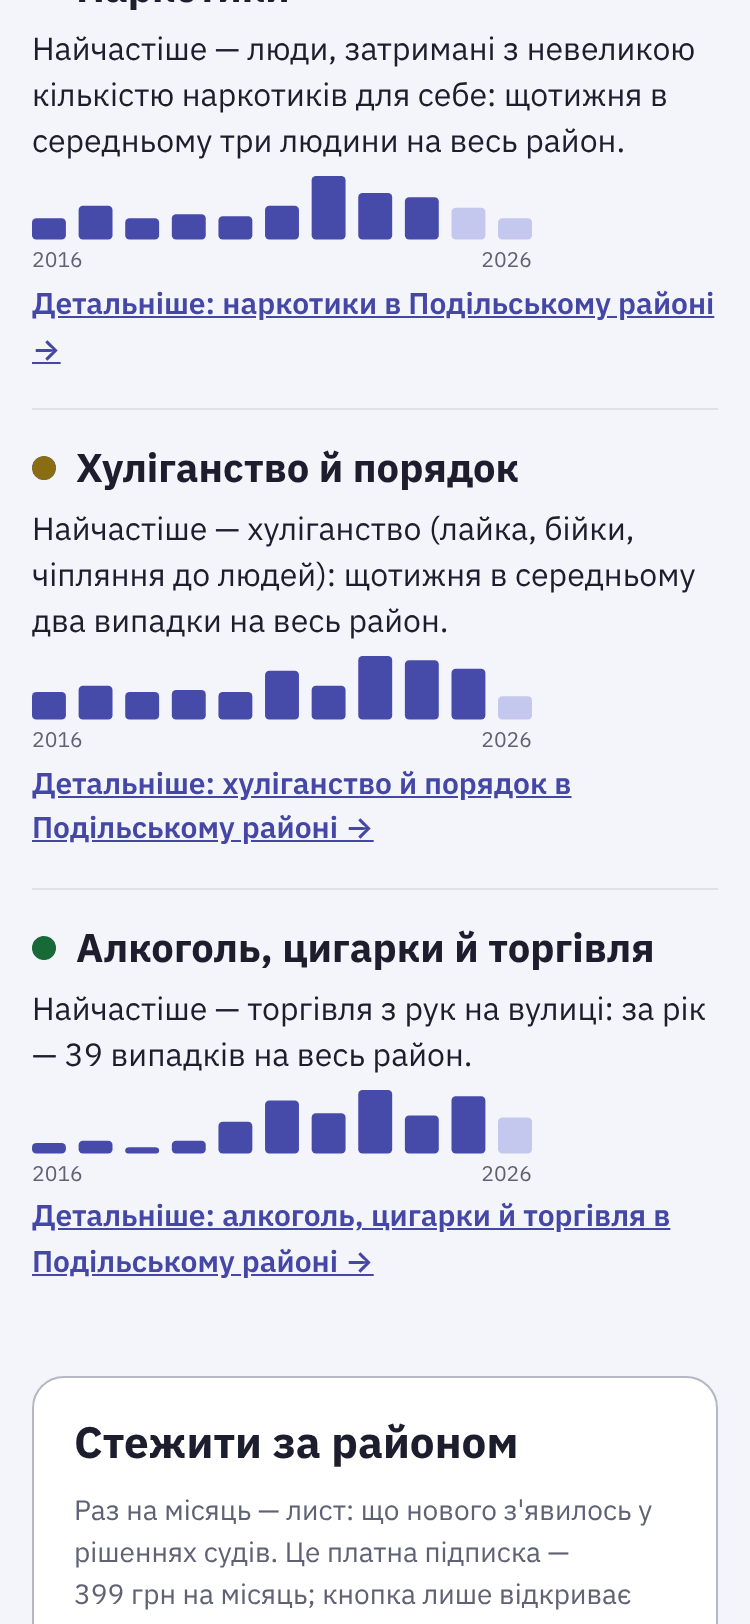 Наркотики
Найчастіше — люди, затримані з невеликою
кількістю наркотиків для себе: щотижня в
середньому три людини на весь район.
2016 2026
Детальніше: наркотики в Подільському районі
→
Хуліганство й порядок
Найчастіше — хуліганство (лайка, бійки,
чіпляння до людей): щотижня в середньому
два випадки на весь район.
2016 2026
Детальніше: хуліганство й порядок в
Подільському районі →
Алкоголь, цигарки й торгівля
Найчастіше — торгівля з рук на вулиці: за рік
— 39 випадків на весь район.
2016 2026
Детальніше: алкоголь, цигарки й торгівля в
Подільському районі →
Стежити за районом
Раз на місяць — лист: що нового з'явилось у
рішеннях судів. Це платна підписка —
399 грн на місяць; кнопка лише відкриває